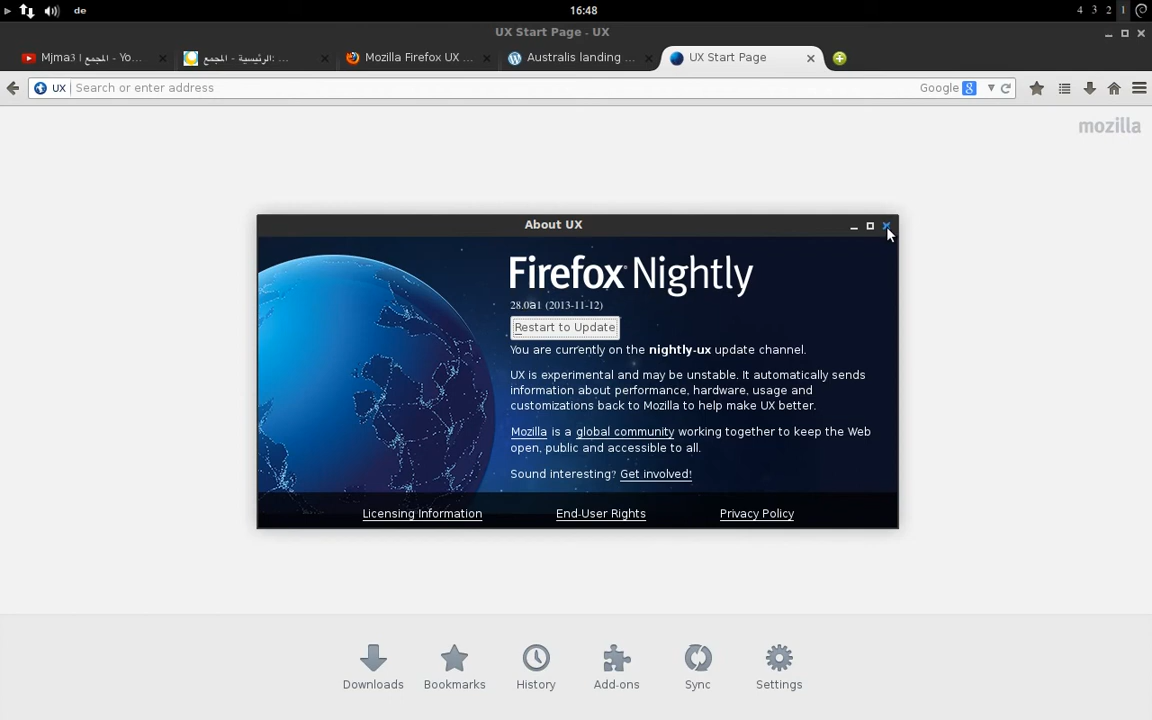 de
16:48
4 3 2 1
UX Start Page - UX
Mjma3 | المجمع - Yo...
الرئيسية - المجمع: ...
Mozilla Firefox UX ...
Australis landing ...
UX Start Page
UX Search or enter address
Google 8
mozilla
About UX
Firefox Nightly
28.0a1 (2013-11-12)
Restart to Update
You are currently on the nightly-ux update channel.
UX is experimental and may be unstable. It automatically sends
information about performance, hardware, usage and
customizations back to Mozilla to help make UX better.
Mozilla is a global community working together to keep the Web
open, public and accessible to all.
Sound interesting? Get involved!
Licensing Information
End-User Rights
Privacy Policy
Downloads
Bookmarks
History
Add-ons
Sync
Settings